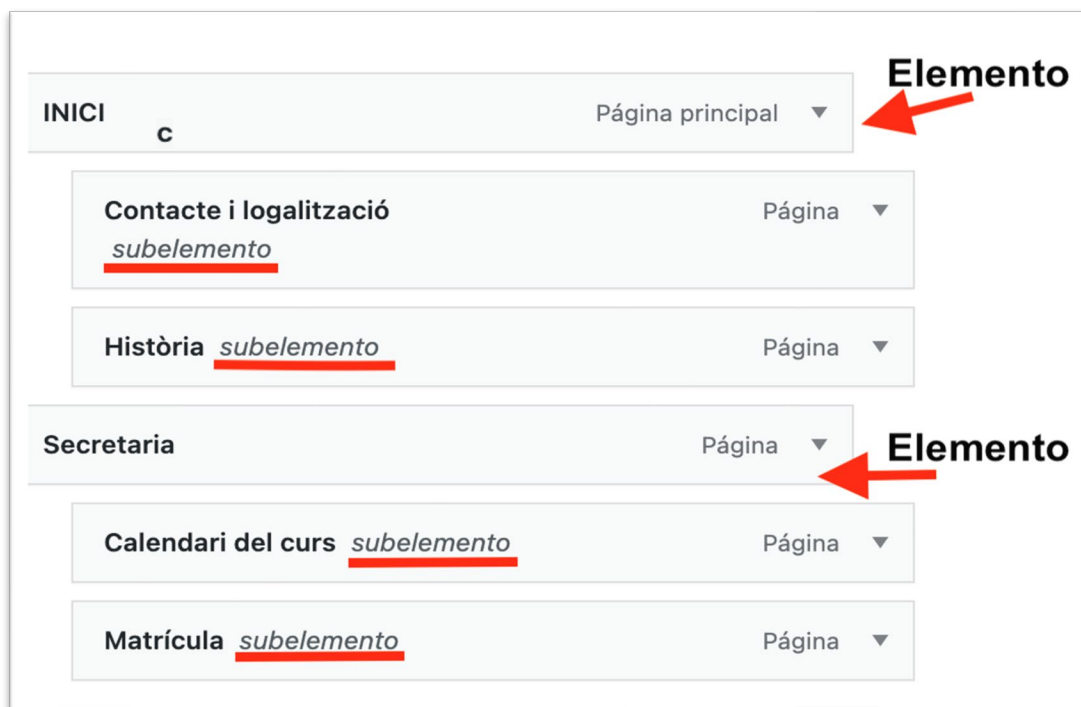 Elemento
INICI Página principal
c
Contacte i logalització Página
subelemento
Història subelemento Página
Secretaria Página Elemento
Calendari del curs subelemento Página
Matrícula subelemento Página